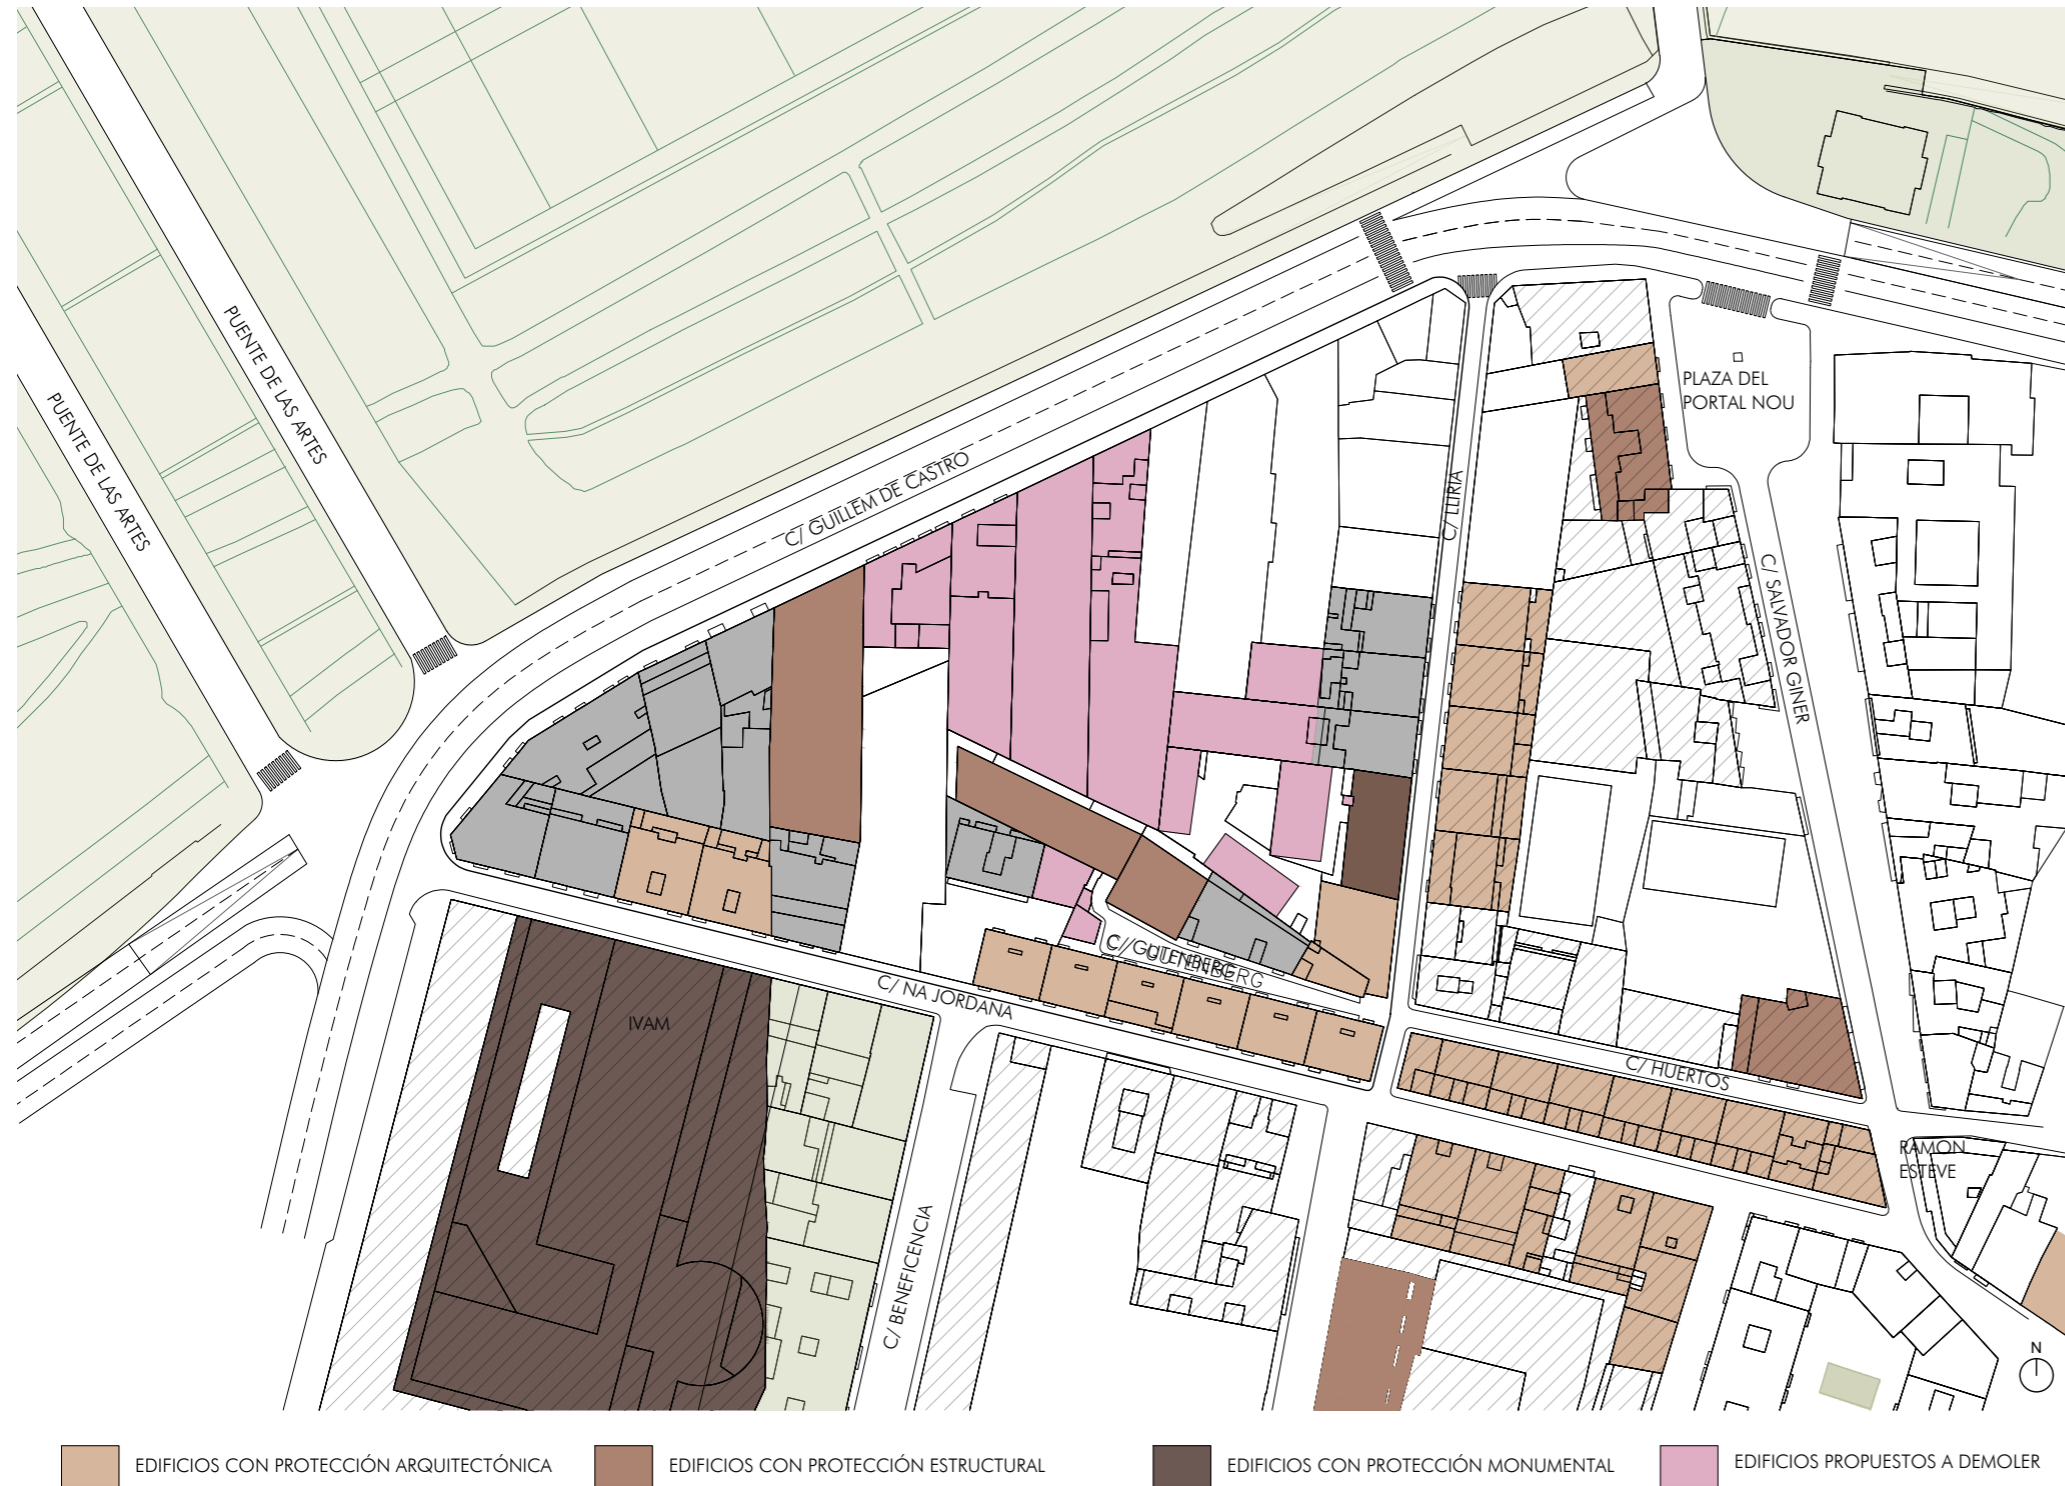 PUENTE DE LAS ARTES
PUENTE DE LAS ARTES
C/ GUILLEM DE CASTRO
PLAZA DEL
PORTAL NOU
C/ LLIRIA
C/ SALVADOR GINER
C/ GUTENBERG
C/ GUTENBERG
C/ NA JORDANA
IVAM
C/ HUERTOS
RAMON
ESTEVE
C/ BENEFICENCIA
N
EDIFICIOS CON PROTECCIÓN ARQUITECTÓNICA
EDIFICIOS CON PROTECCIÓN ESTRUCTURAL
EDIFICIOS CON PROTECCIÓN MONUMENTAL
EDIFICIOS PROPUESTOS A DEMOLER